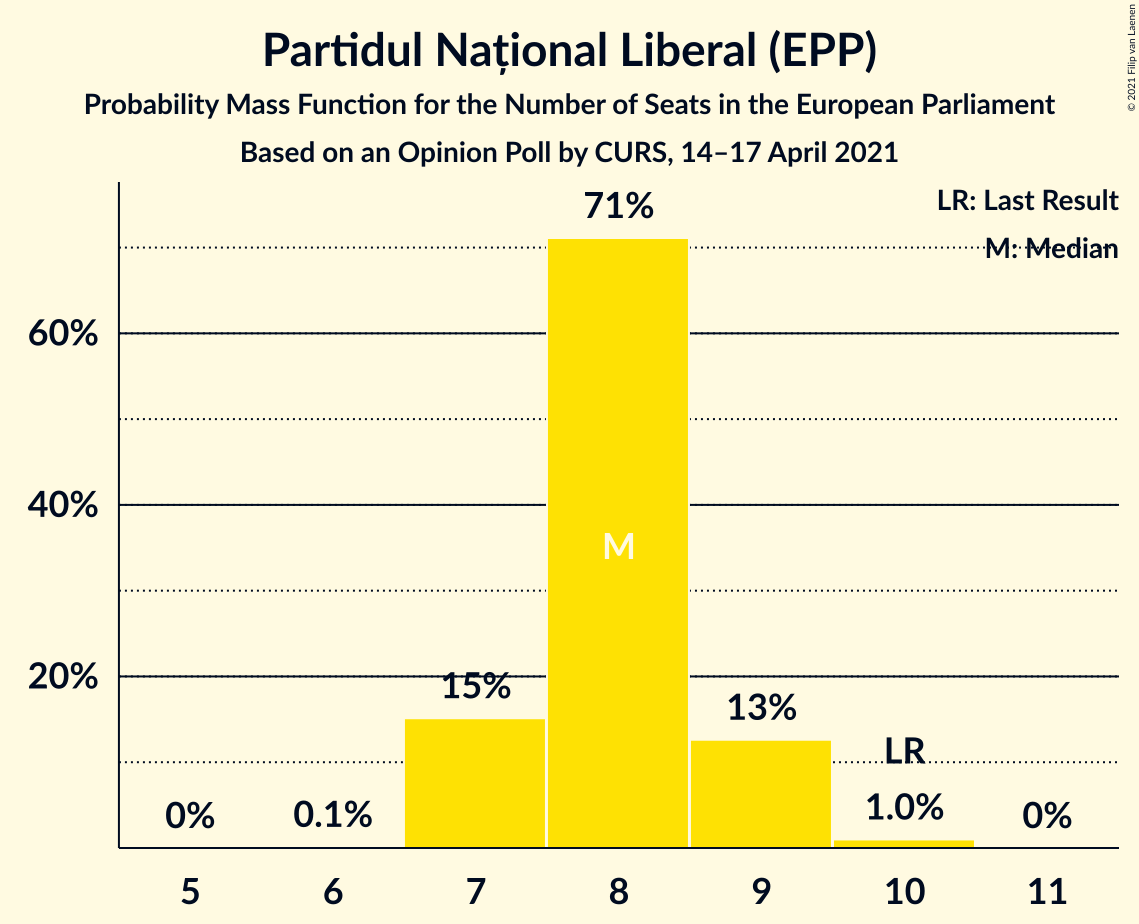 Partidul Național Liberal (EPP)
Probability Mass Function for the Number of Seats in the European Parliament
Based on an Opinion Poll by CURS, 14–17 April 2021
© 2021 Filip van Laenen
LR: Last Result
M: Median
71%
60%
40%
M
20%
15%
13%
LR
0%
0.1%
1.0%
0%
5 6 7 8 9 10 11